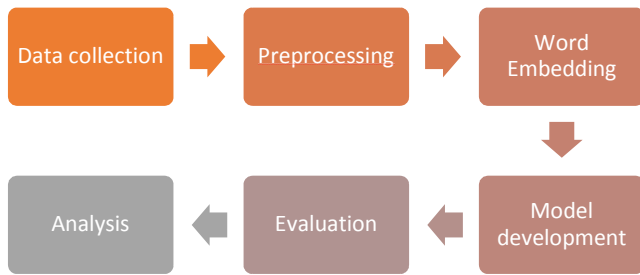 Data collection
Preprocessing
Word
Embedding
Model
development
Evaluation
Analysis